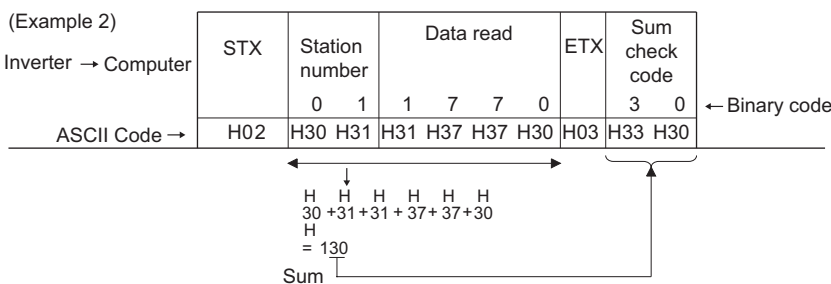 (Example 2)
Inverter → Computer
STX
Station number
Data read
ETX
Sum check code
0 1 1 7 7 0 3 0
← Binary code
ASCII Code →
H02 H30 H31 H31 H37 H37 H30 H03 H33 H30
H H H H H H
30 +31+31+ 37+ 37+30
H
= 130
Sum